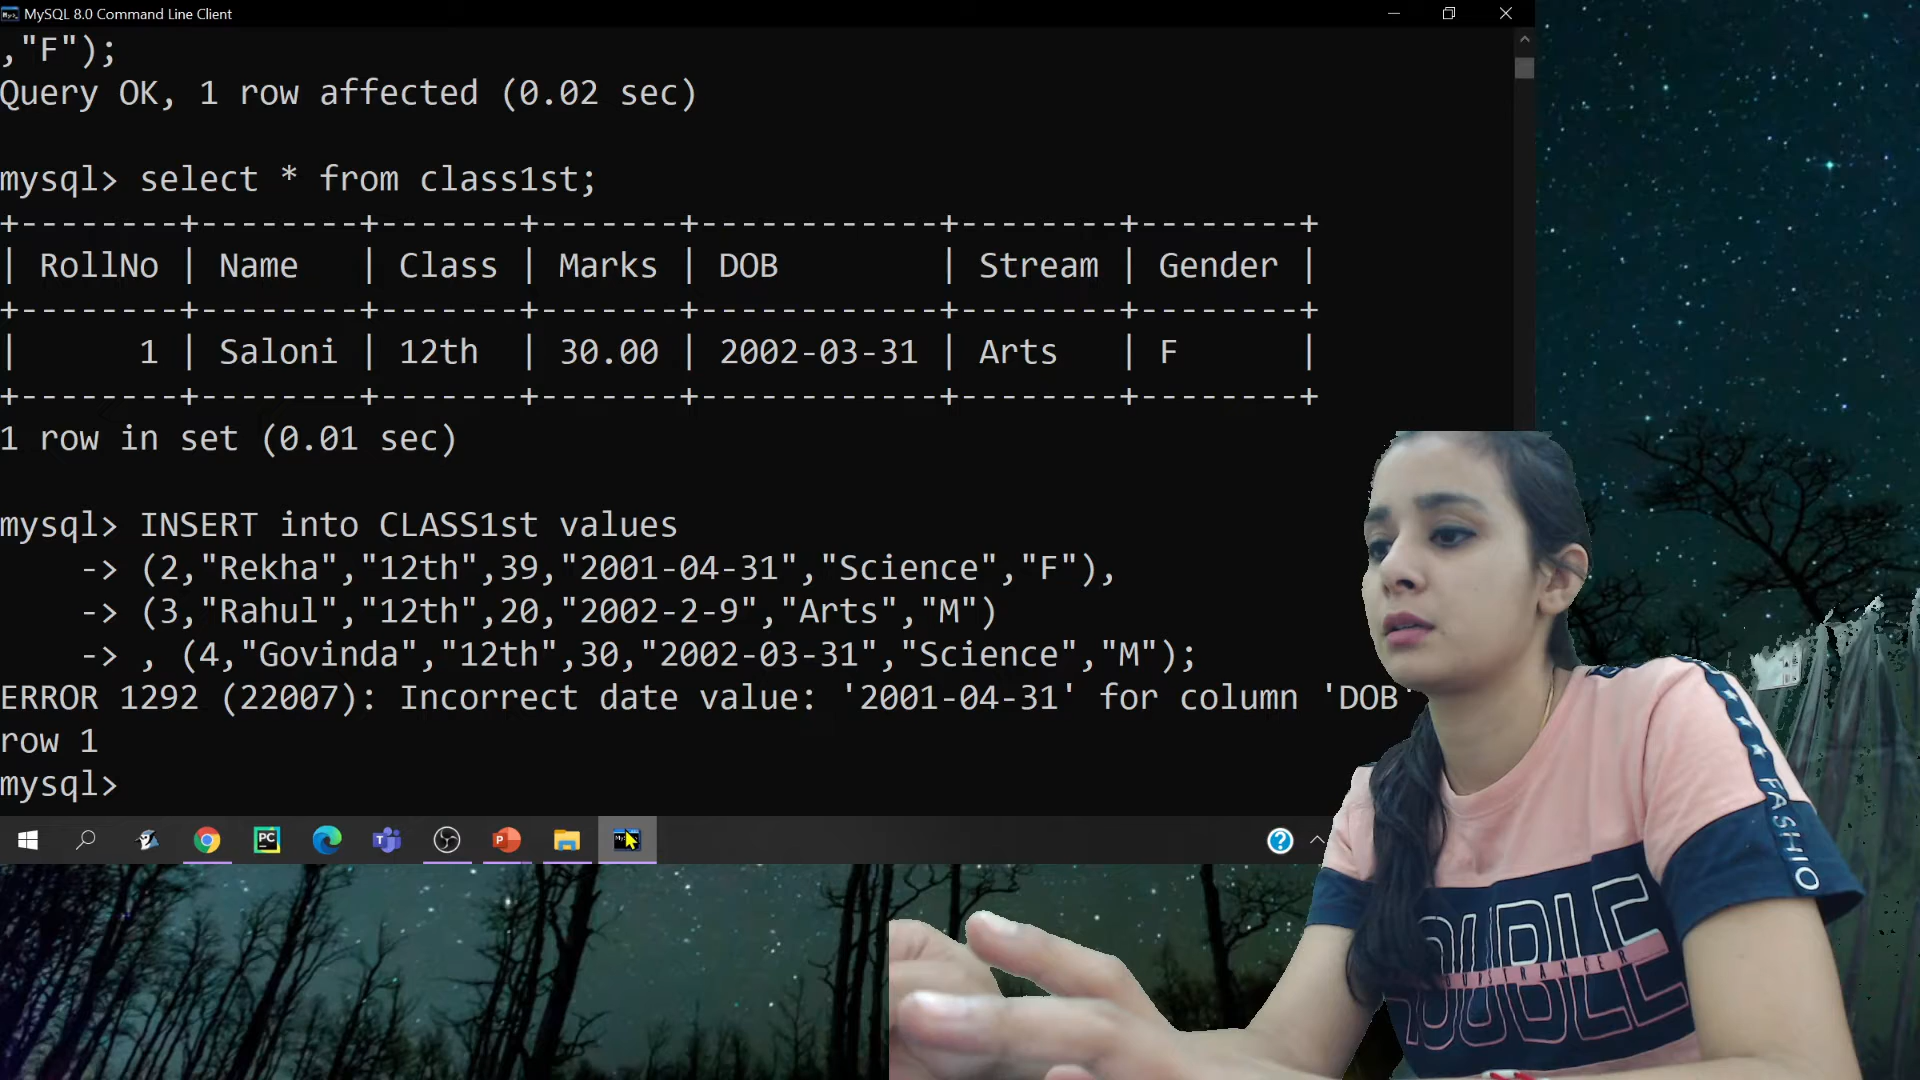 MySQL 8.0 Command Line Client
,"F");
Query OK, 1 row affected (0.02 sec)
mysql> select * from class1st;
+--------+--------+-------+-------+------------+--------+--------+
| RollNo | Name   | Class | Marks | DOB        | Stream | Gender |
+--------+--------+-------+-------+------------+--------+--------+
|      1 | Saloni | 12th  | 30.00 | 2002-03-31 | Arts   | F      |
+--------+--------+-------+-------+------------+--------+--------+
1 row in set (0.01 sec)
mysql> INSERT into CLASS1st values
    -> (2,"Rekha","12th",39,"2001-04-31","Science","F"),
    -> (3,"Rahul","12th",20,"2002-2-9","Arts","M")
    -> , (4,"Govinda","12th",30,"2002-03-31","Science","M");
ERROR 1292 (22007): Incorrect date value: '2001-04-31' for column 'DOB'
row 1
mysql>
FASHIO
DOUBLE